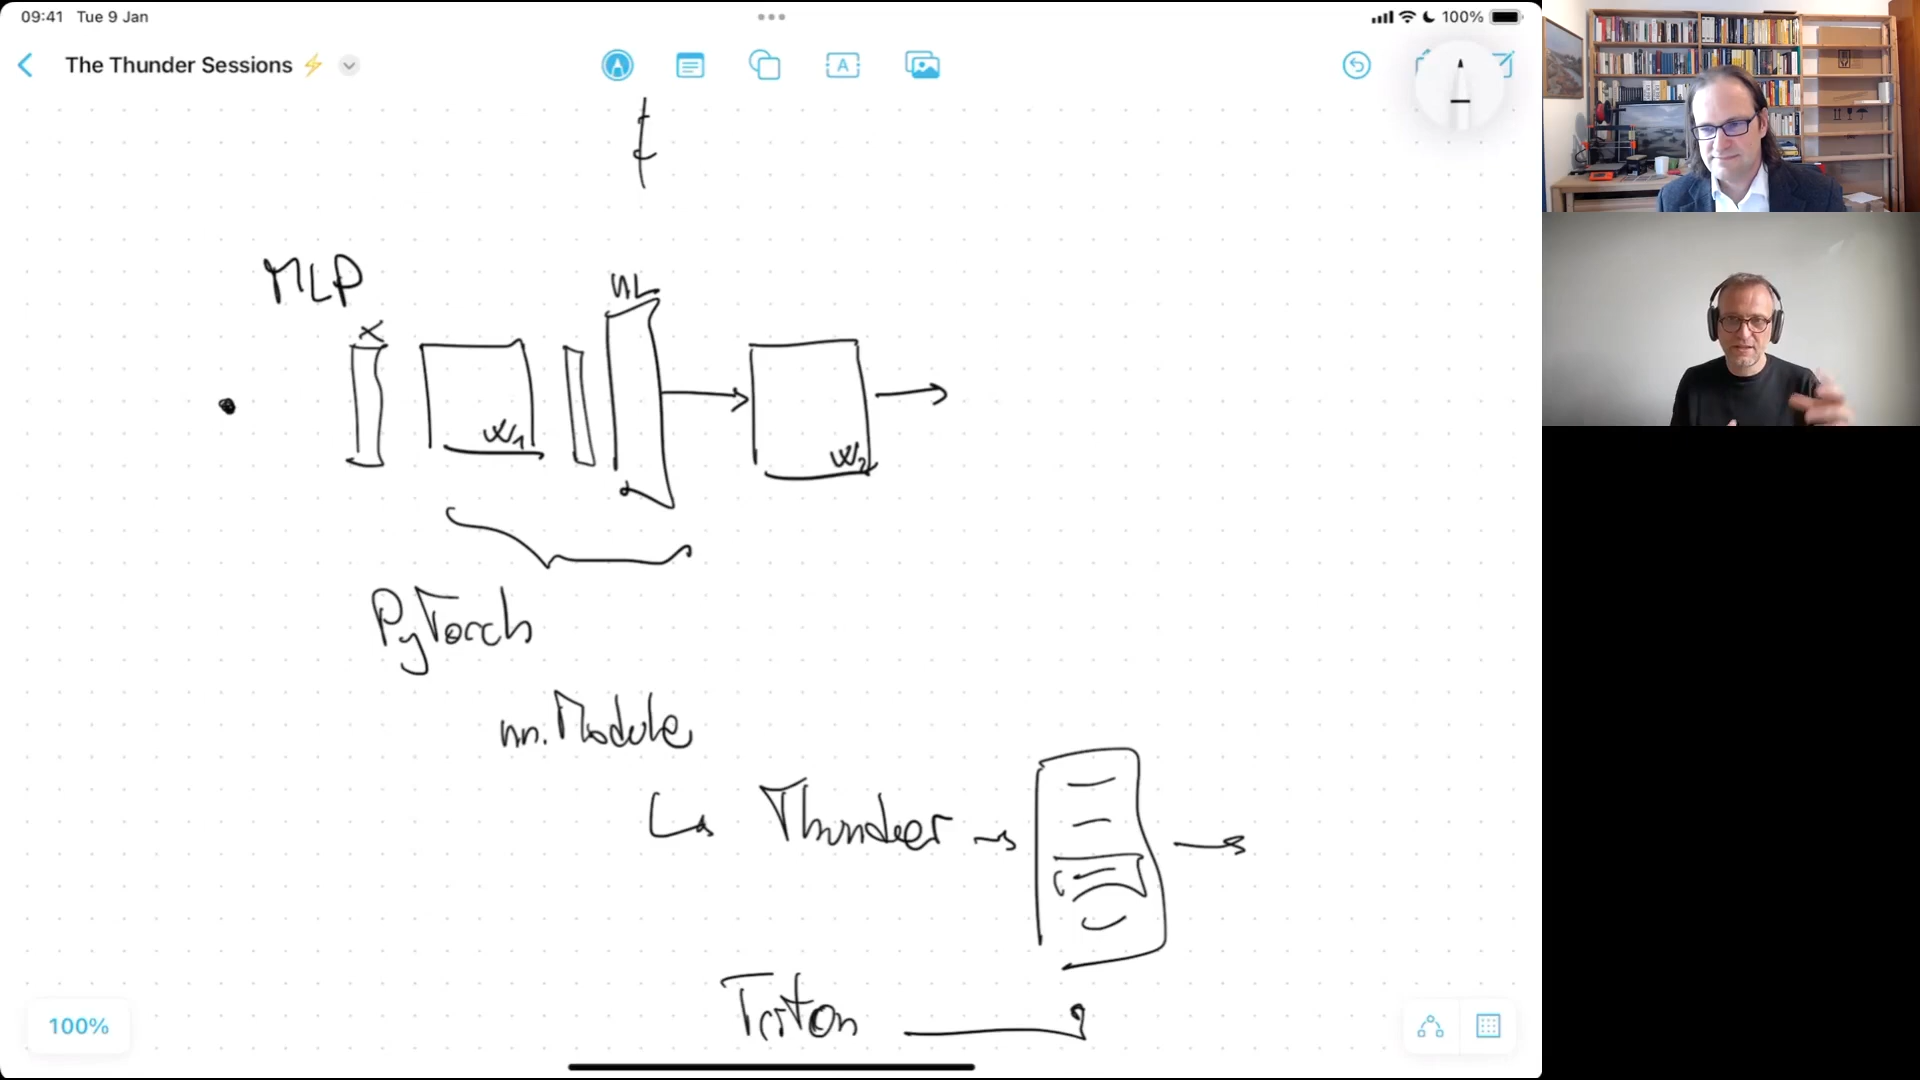 09:41 Tue 9 Jan
100%
The Thunder Sessions ⚡
A
MLP
X
NL
W1
W2
PyTorch
nn.Module
Thunder
Triton
100%